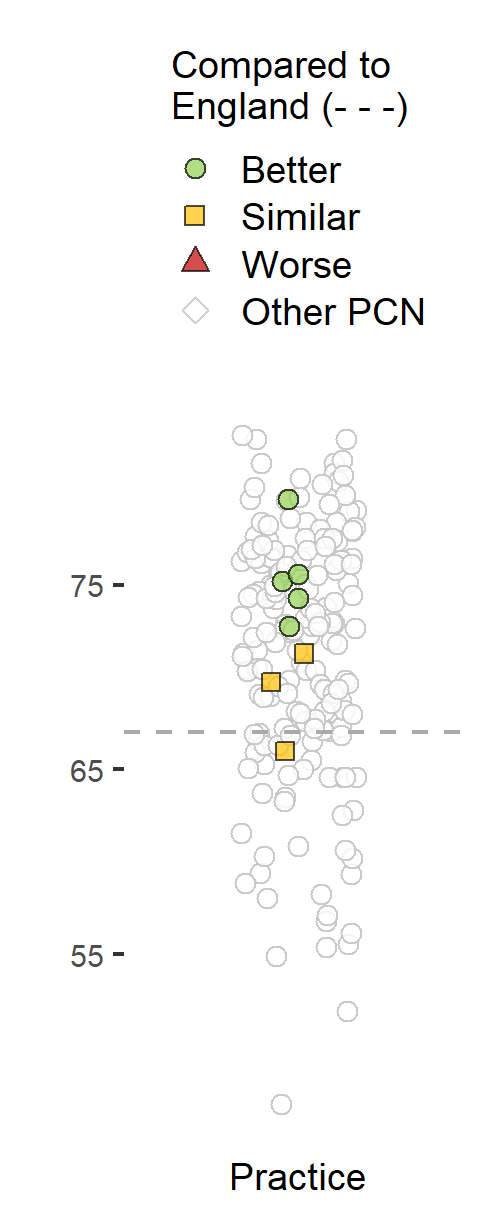 Compared to
England (- - -)
Better
Similar
Worse
Other PCN
75
65
55
Practice